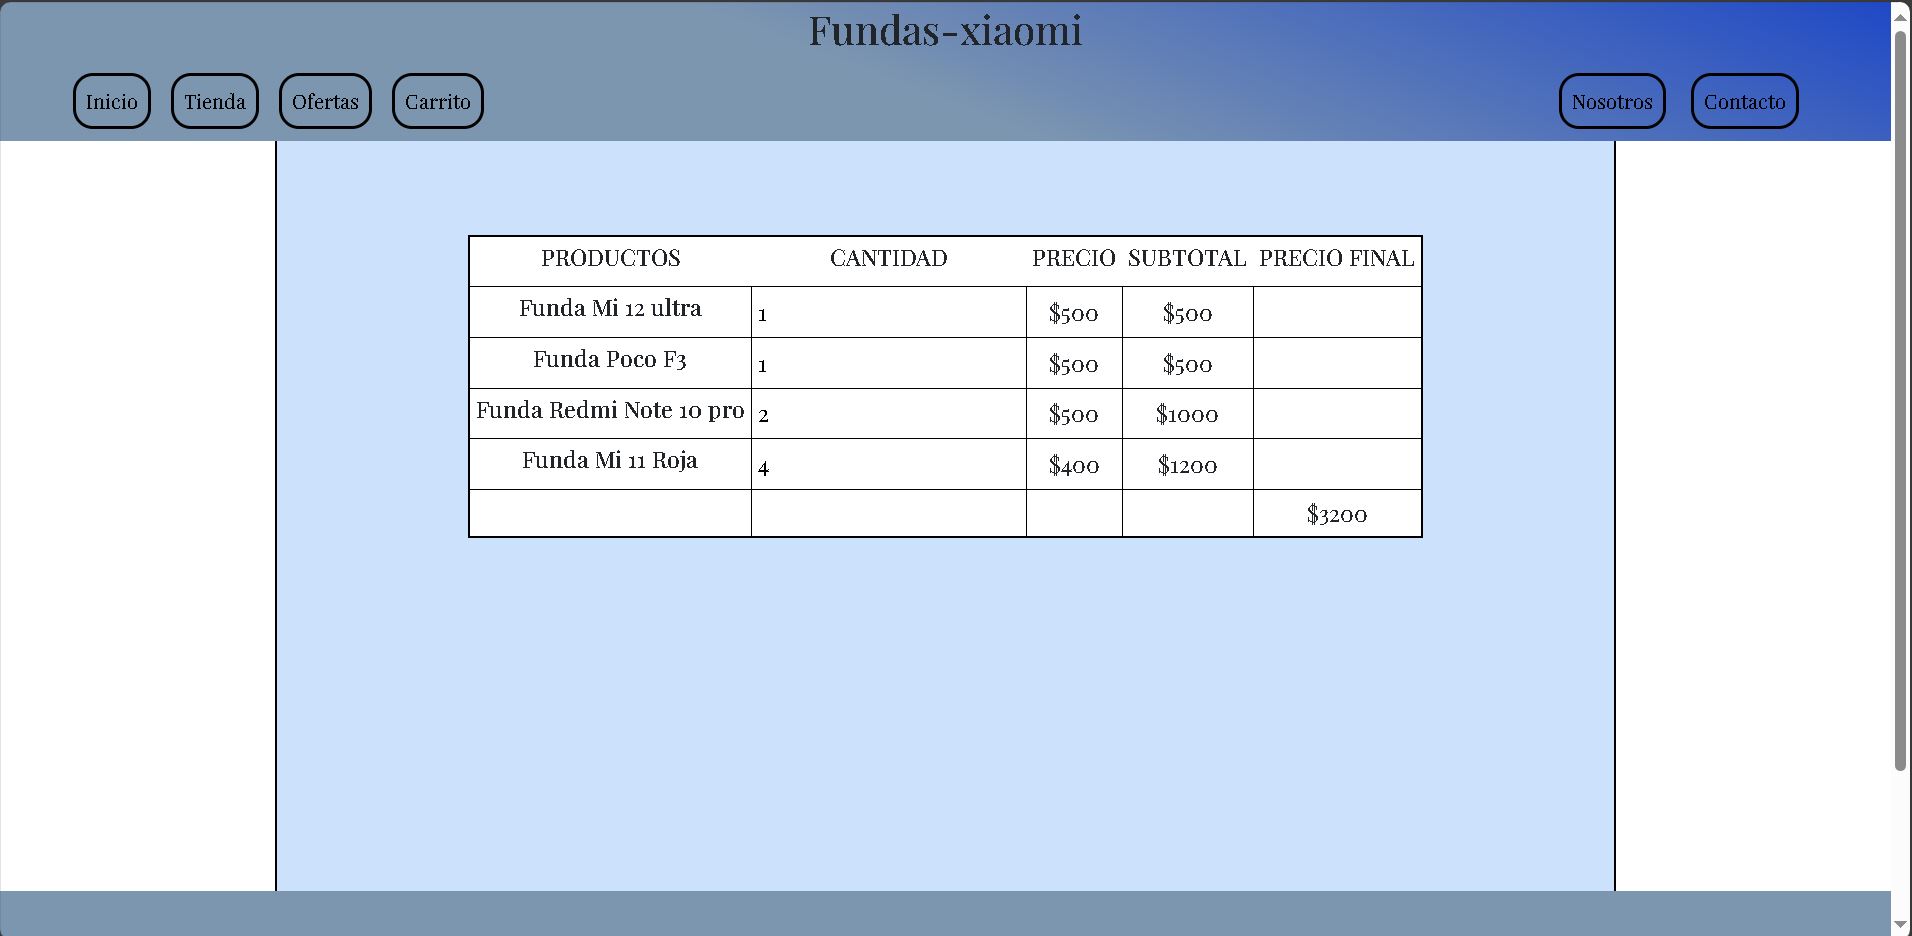 Fundas-xiaomi
Inicio Tienda Ofertas Carrito Nosotros Contacto
PRODUCTOS CANTIDAD PRECIO SUBTOTAL PRECIO FINAL
Funda Mi 12 ultra 1 $500 $500
Funda Poco F3 1 $500 $500
Funda Redmi Note 10 pro 2 $500 $1000
Funda Mi 11 Roja 4 $400 $1200
$3200